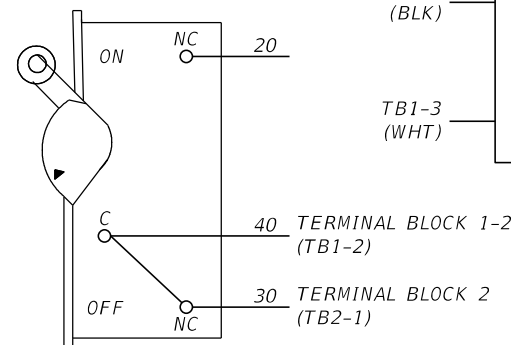 (BLK)
NC
ON
20
TB1-3
(WHT)
C
40 TERMINAL BLOCK 1-2
(TB1-2)
30 TERMINAL BLOCK 2
OFF
NC
(TB2-1)